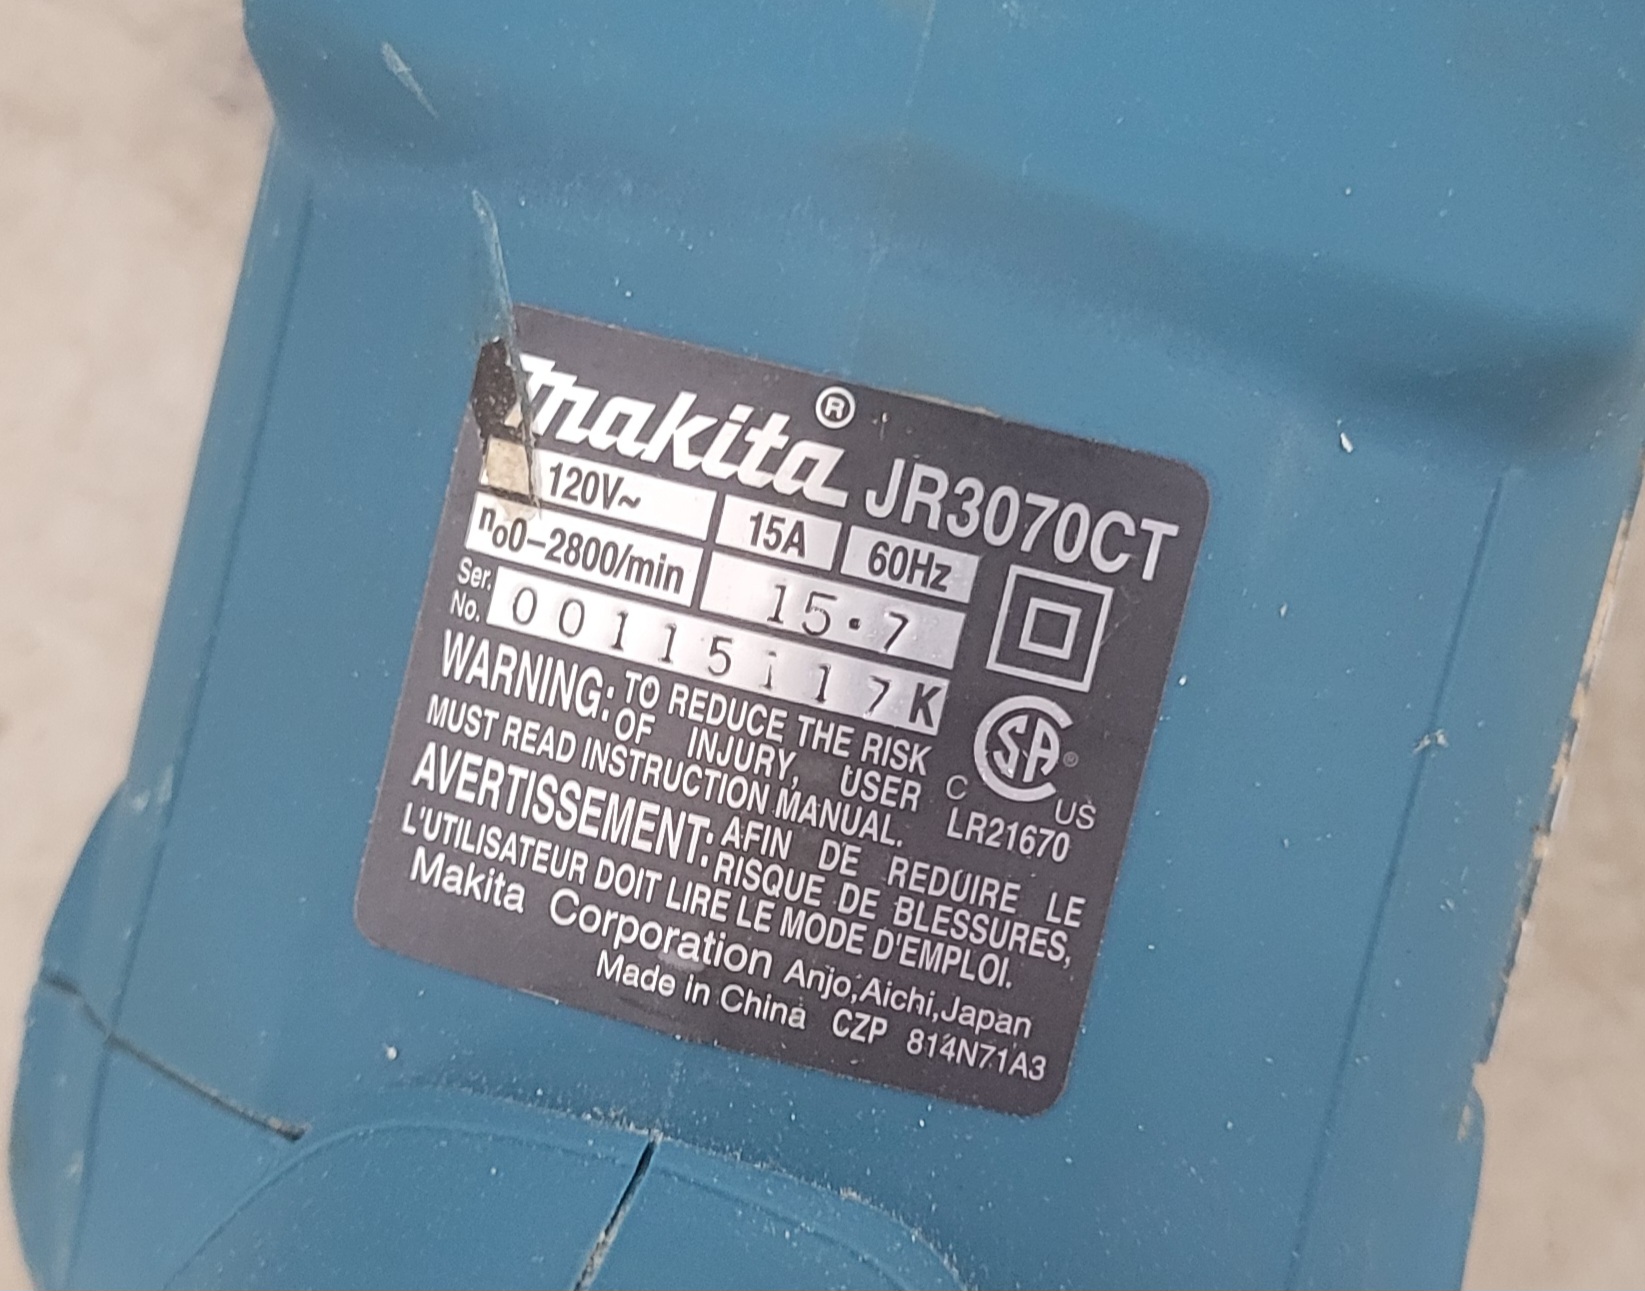 makita® JR3070CT
120V~ 15A 60Hz
n₀0–2800/min 15·7
Ser. No. 00115117K
WARNING: TO REDUCE THE RISK
OF INJURY, USER
MUST READ INSTRUCTION MANUAL.
SA®
C US
LR21670
AVERTISSEMENT: AFIN DE REDUIRE LE
RISQUE DE BLESSURES,
L'UTILISATEUR DOIT LIRE LE MODE D'EMPLOI.
Makita Corporation Anjo,Aichi,Japan
Made in China CZP 814N71A3